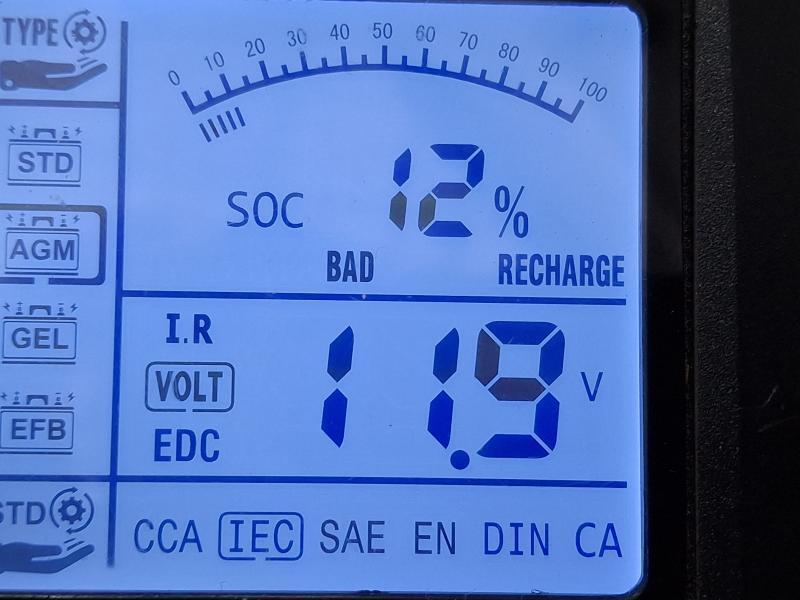 TYPE
0 10 20 30 40 50 60 70 80 90 100
STD
SOC 12 %
AGM
BAD RECHARGE
I.R
GEL
VOLT 11.9 V
EFB
EDC
STD
CCA IEC SAE EN DIN CA